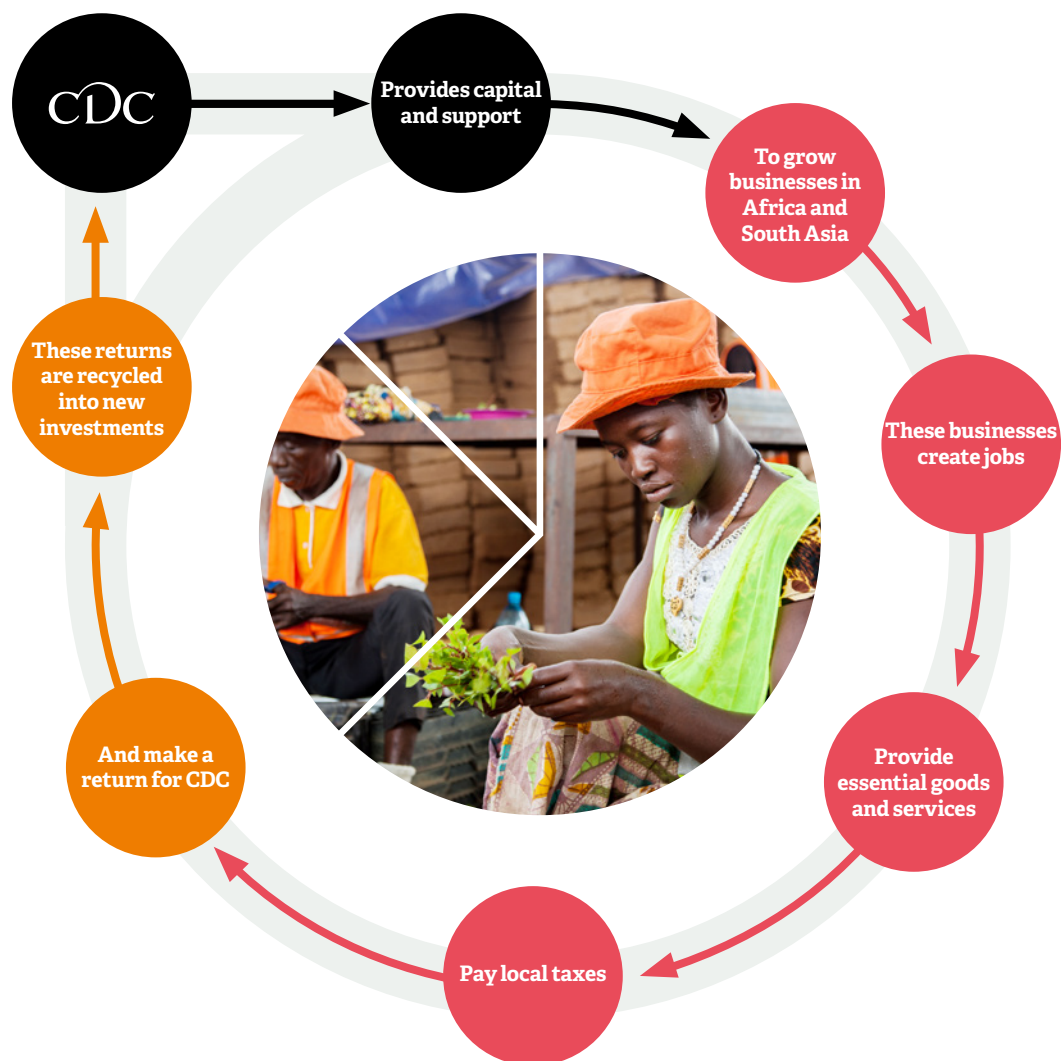 CDC
Provides capital
and support
To grow
businesses in
Africa and
South Asia
These businesses
create jobs
Provide
essential goods
and services
Pay local taxes
And make a
return for CDC
These returns
are recycled
into new
investments